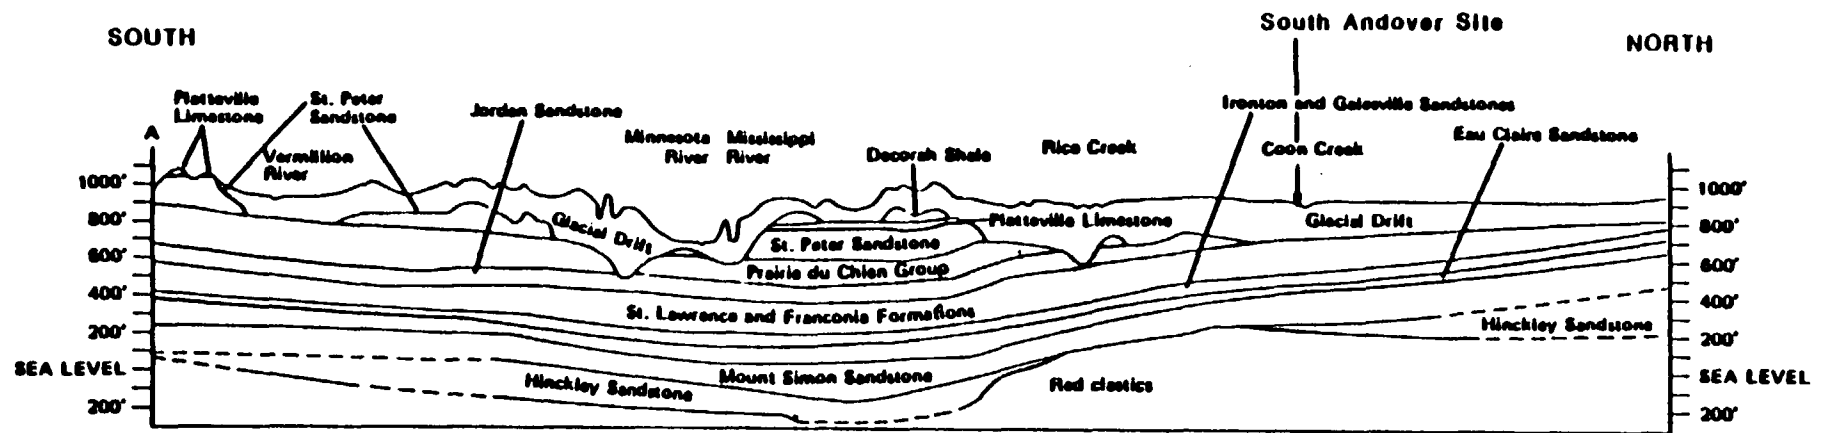 South Andover Site
SOUTH
NORTH
Platteville
Limestone
St. Peter
Sandstone
Jordan Sandstone
Ironton and Galesville Sandstones
Eau Claire Sandstone
A
Vermillion
River
Minnesota
River
Mississippi
River
Decorah Shale
Rice Creek
Coon Creek
1000'
800'
600'
400'
200'
SEA LEVEL
200'
Glacial Drift
Platteville Limestone
Glacial Drift
St. Peter Sandstone
Prairie du Chien Group
St. Lawrence and Franconia Formations
Hinckley Sandstone
Mount Simon Sandstone
Hinckley Sandstone
Red clastics
1000'
800'
600'
400'
200'
SEA LEVEL
200'